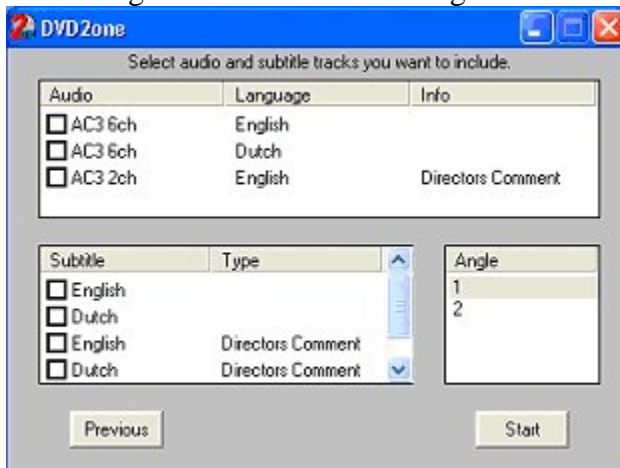 DVD2one
Select audio and subtitle tracks you want to include.
Audio Language Info
AC3 6ch English
AC3 6ch Dutch
AC3 2ch English Directors Comment
Subtitle Type
English
Dutch
English Directors Comment
Dutch Directors Comment
Angle
1
2
Previous
Start